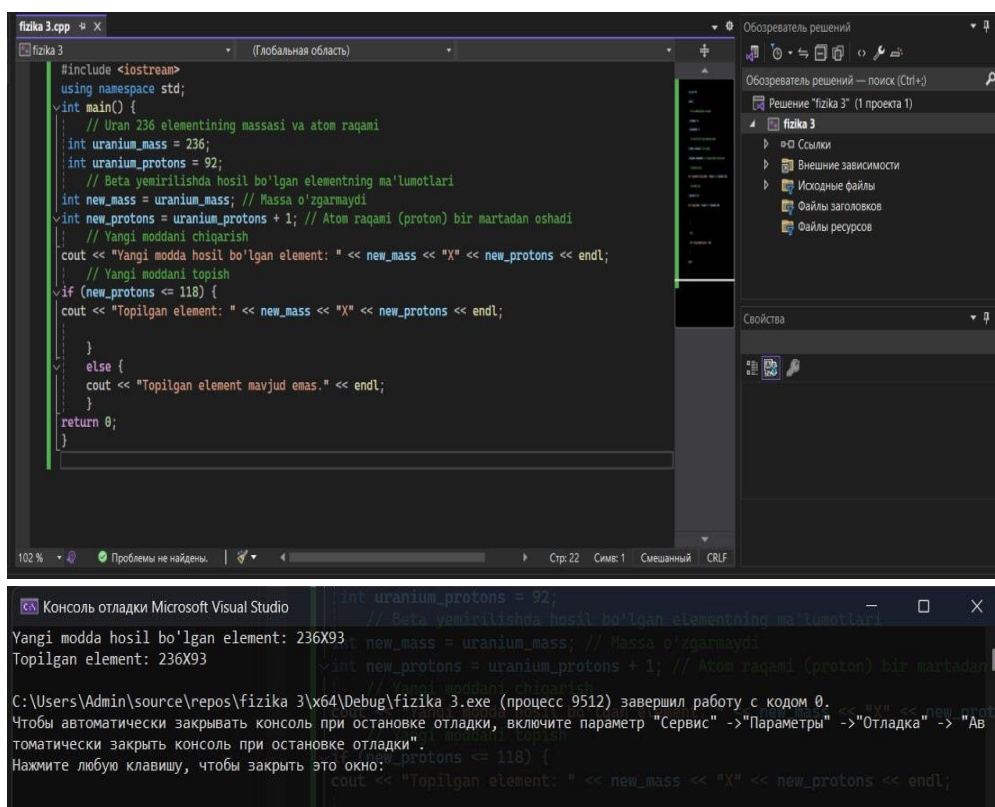 fizika 3.cpp
fizika 3
(Глобальная область)
#include <iostream>
using namespace std;
int main() {
// Uran 236 elementining massasi va atom raqami
int uranium_mass = 236;
int uranium_protons = 92;
// Beta yemirilishda hosil bo'lgan elementning ma'lumotlari
int new_mass = uranium_mass; // Massa o'zgarmaydi
int new_protons = uranium_protons + 1; // Atom raqami (proton) bir martadan oshadi
// Yangi moddani chiqarish
cout << "Yangi modda hosil bo'lgan element: " << new_mass << "X" << new_protons << endl;
// Yangi moddani topish
if (new_protons <= 118) {
cout << "Topilgan element: " << new_mass << "X" << new_protons << endl;
}
else {
cout << "Topilgan element mavjud emas." << endl;
}
return 0;
}
102 %
Проблемы не найдены.
Стр: 22 Симв: 1 Смешанный CRLF
Обозреватель решений
Обозреватель решений — поиск (Ctrl+;)
Решение "fizika 3" (1 проекта 1)
fizika 3
Ссылки
Внешние зависимости
Исходные файлы
Файлы заголовков
Файлы ресурсов
Свойства
Консоль отладки Microsoft Visual Studio
Yangi modda hosil bo'lgan element: 236X93
Topilgan element: 236X93
C:\Users\Admin\source\repos\fizika 3\x64\Debug\fizika 3.exe (процесс 9512) завершил работу с кодом 0.
Чтобы автоматически закрывать консоль при остановке отладки, включите параметр "Сервис" ->"Параметры" ->"Отладка" -> "Ав
томатически закрыть консоль при остановке отладки".
Нажмите любую клавишу, чтобы закрыть это окно: